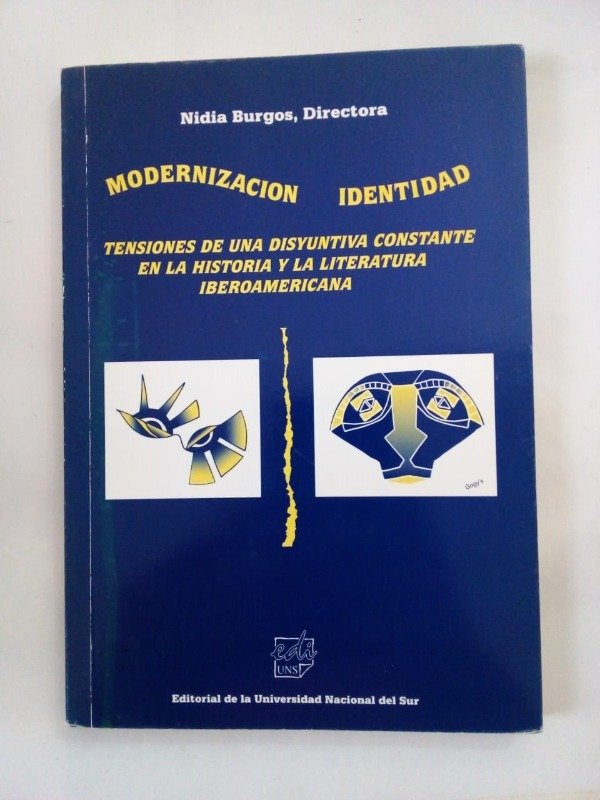 Nidia Burgos, Directora
MODERNIZACION IDENTIDAD
TENSIONES DE UNA DISYUNTIVA CONSTANTE
EN LA HISTORIA Y LA LITERATURA
IBEROAMERICANA
edi
UNS
Editorial de la Universidad Nacional del Sur